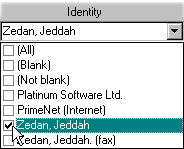 Identity
Zedan, Jeddah
(All)
(Blank)
(Not blank)
Platinum Software Ltd.
PrimeNet (Internet)
Zedan, Jeddah
Zedan, Jeddah. (fax)